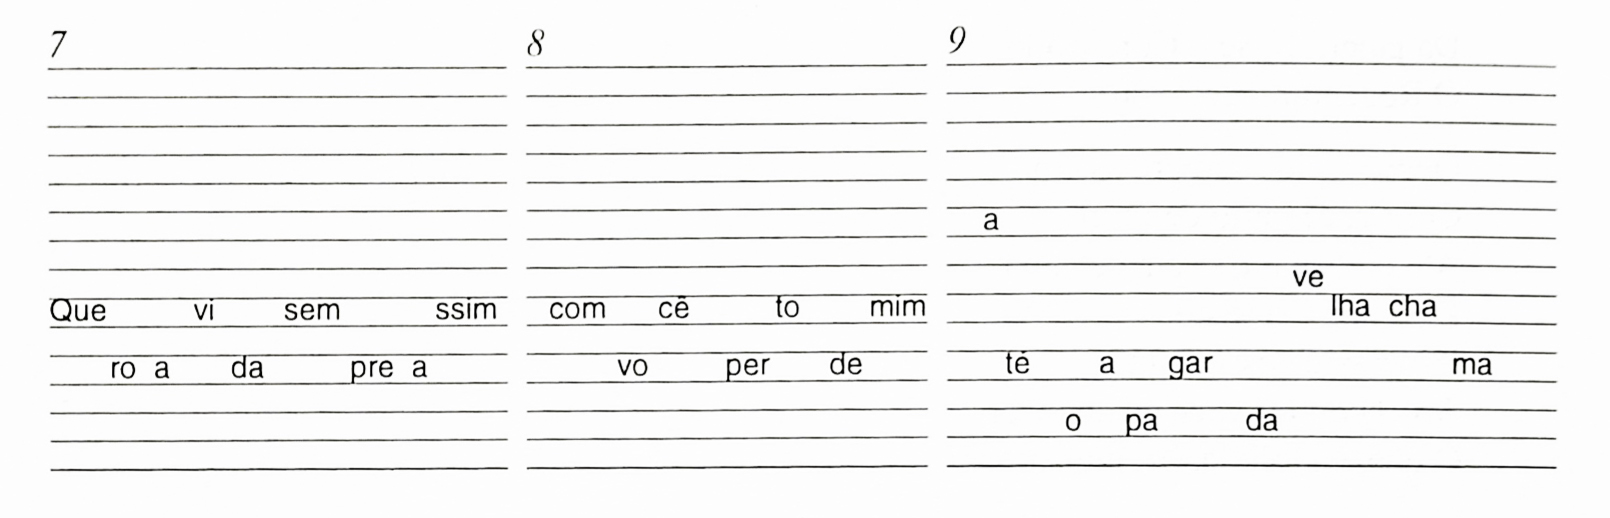 7
Que ro a vi da sem pre a ssim
8
com vo cê per to de mim
9
a té o a pa gar da ve lha cha ma